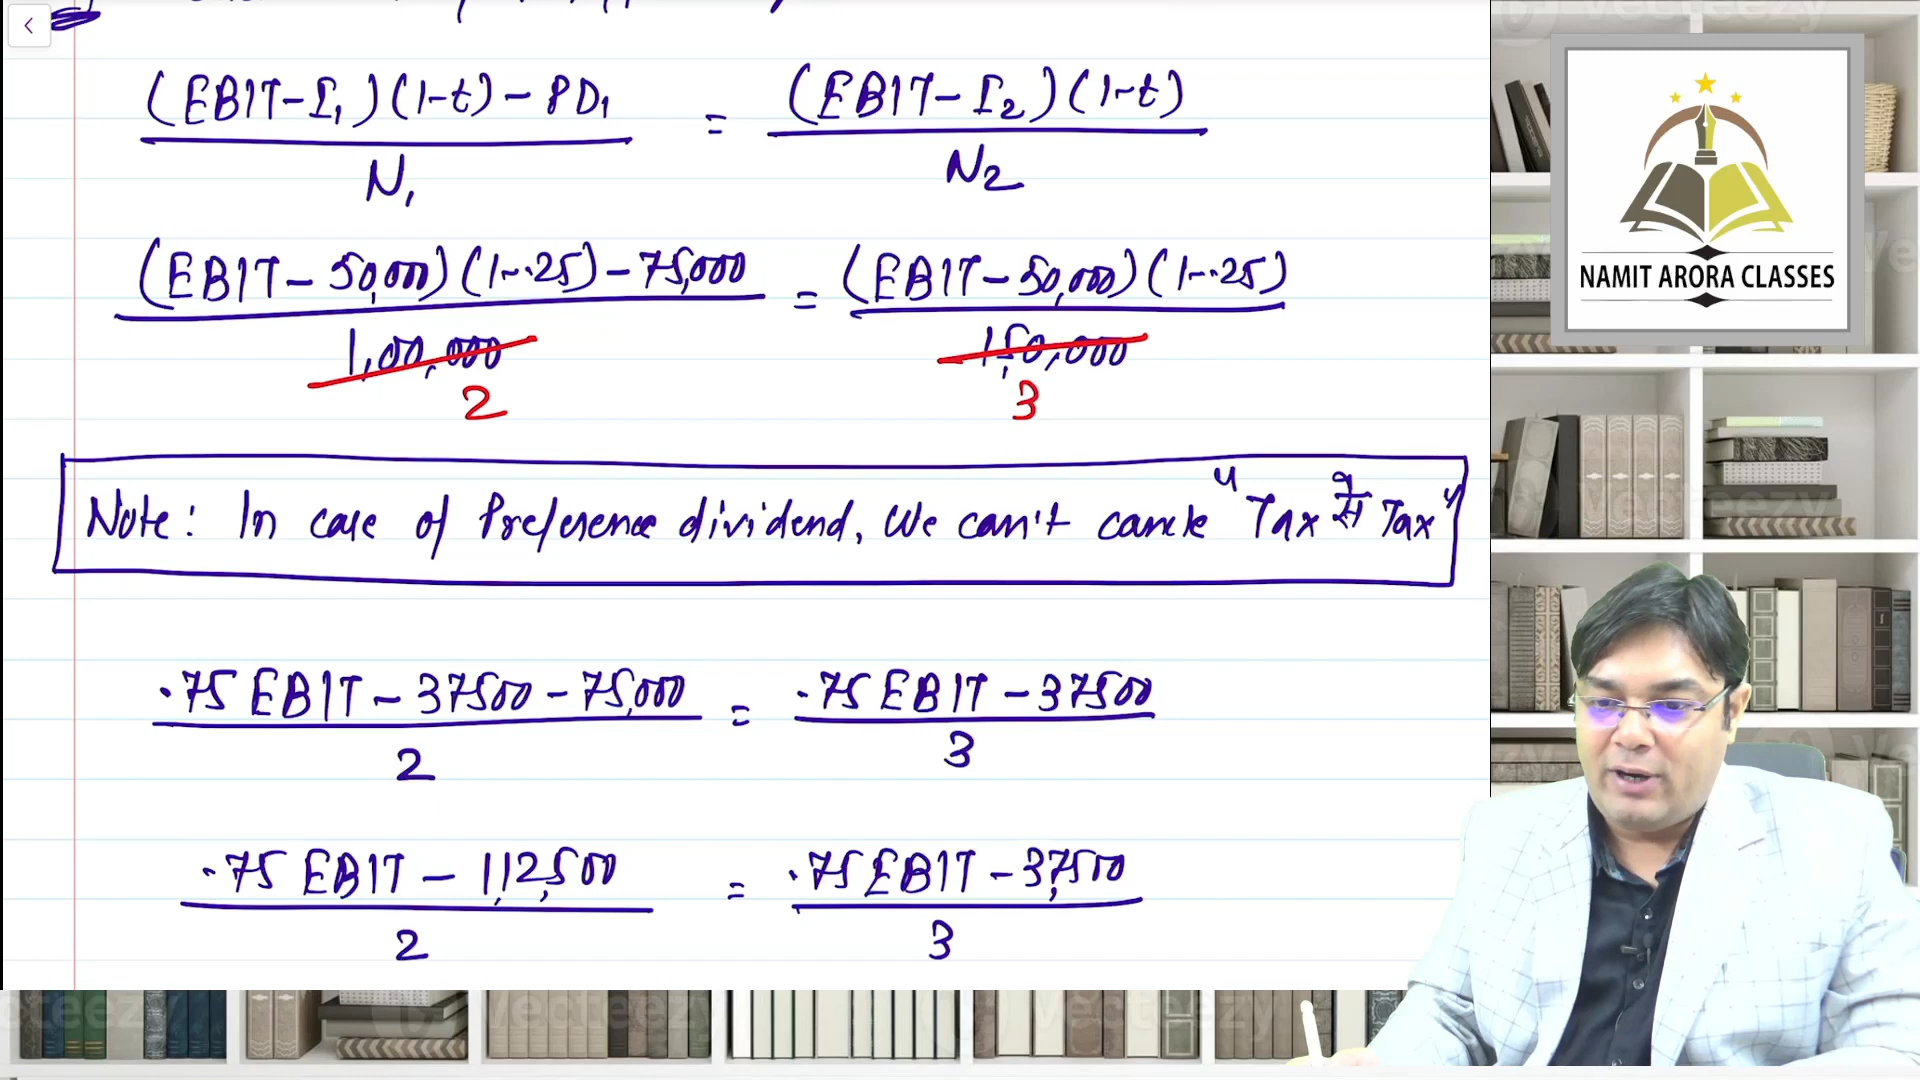 (EBIT-I₁)(1-t)-PD₁ / N₁ = (EBIT-I₂)(1-t) / N₂
(EBIT-50,000)(1-.25)-75,000 / 1,00,000 2 = (EBIT-50,000)(1-.25) / 1,50,000 3
Note: In case of Preference dividend, We can't cancle "Tax से Tax"
.75 EBIT-37500-75,000 / 2 = .75 EBIT-37500 / 3
.75 EBIT-1,12,500 / 2 = .75 EBIT-37,500 / 3
NAMIT ARORA CLASSES